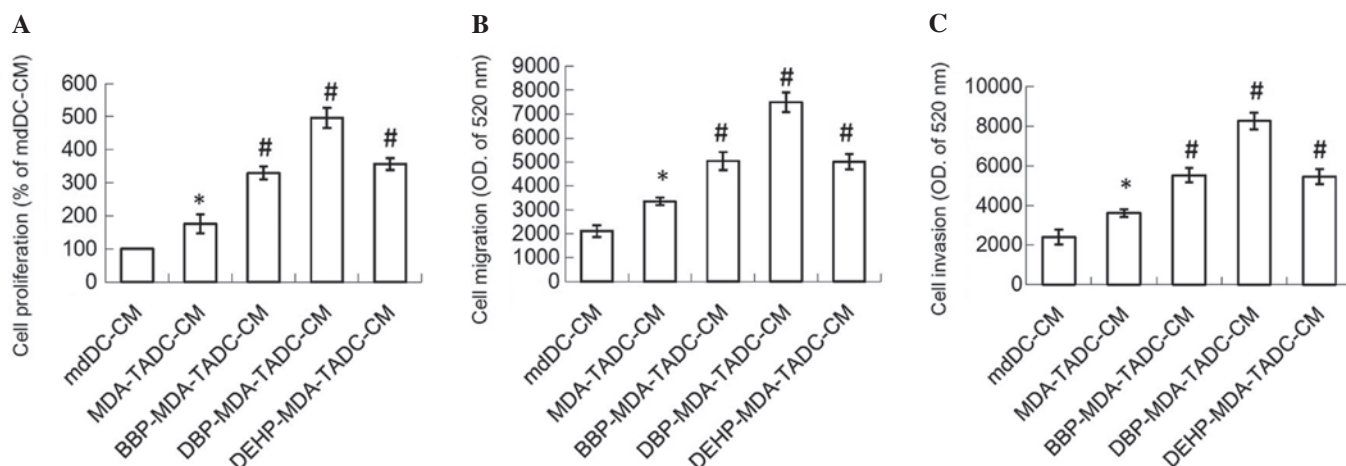 A
Cell proliferation (% of mdDC-CM)
600
500
400
300
200
100
0
*
#
#
#
mdDC-CM
MDA-TADC-CM
BBP-MDA-TADC-CM
DBP-MDA-TADC-CM
DEHP-MDA-TADC-CM
B
Cell migration (OD. of 520 nm)
9000
8000
7000
6000
5000
4000
3000
2000
1000
0
*
#
#
#
mdDC-CM
MDA-TADC-CM
BBP-MDA-TADC-CM
DBP-MDA-TADC-CM
DEHP-MDA-TADC-CM
C
Cell invasion (OD. of 520 nm)
10000
8000
6000
4000
2000
0
*
#
#
#
mdDC-CM
MDA-TADC-CM
BBP-MDA-TADC-CM
DBP-MDA-TADC-CM
DEHP-MDA-TADC-CM